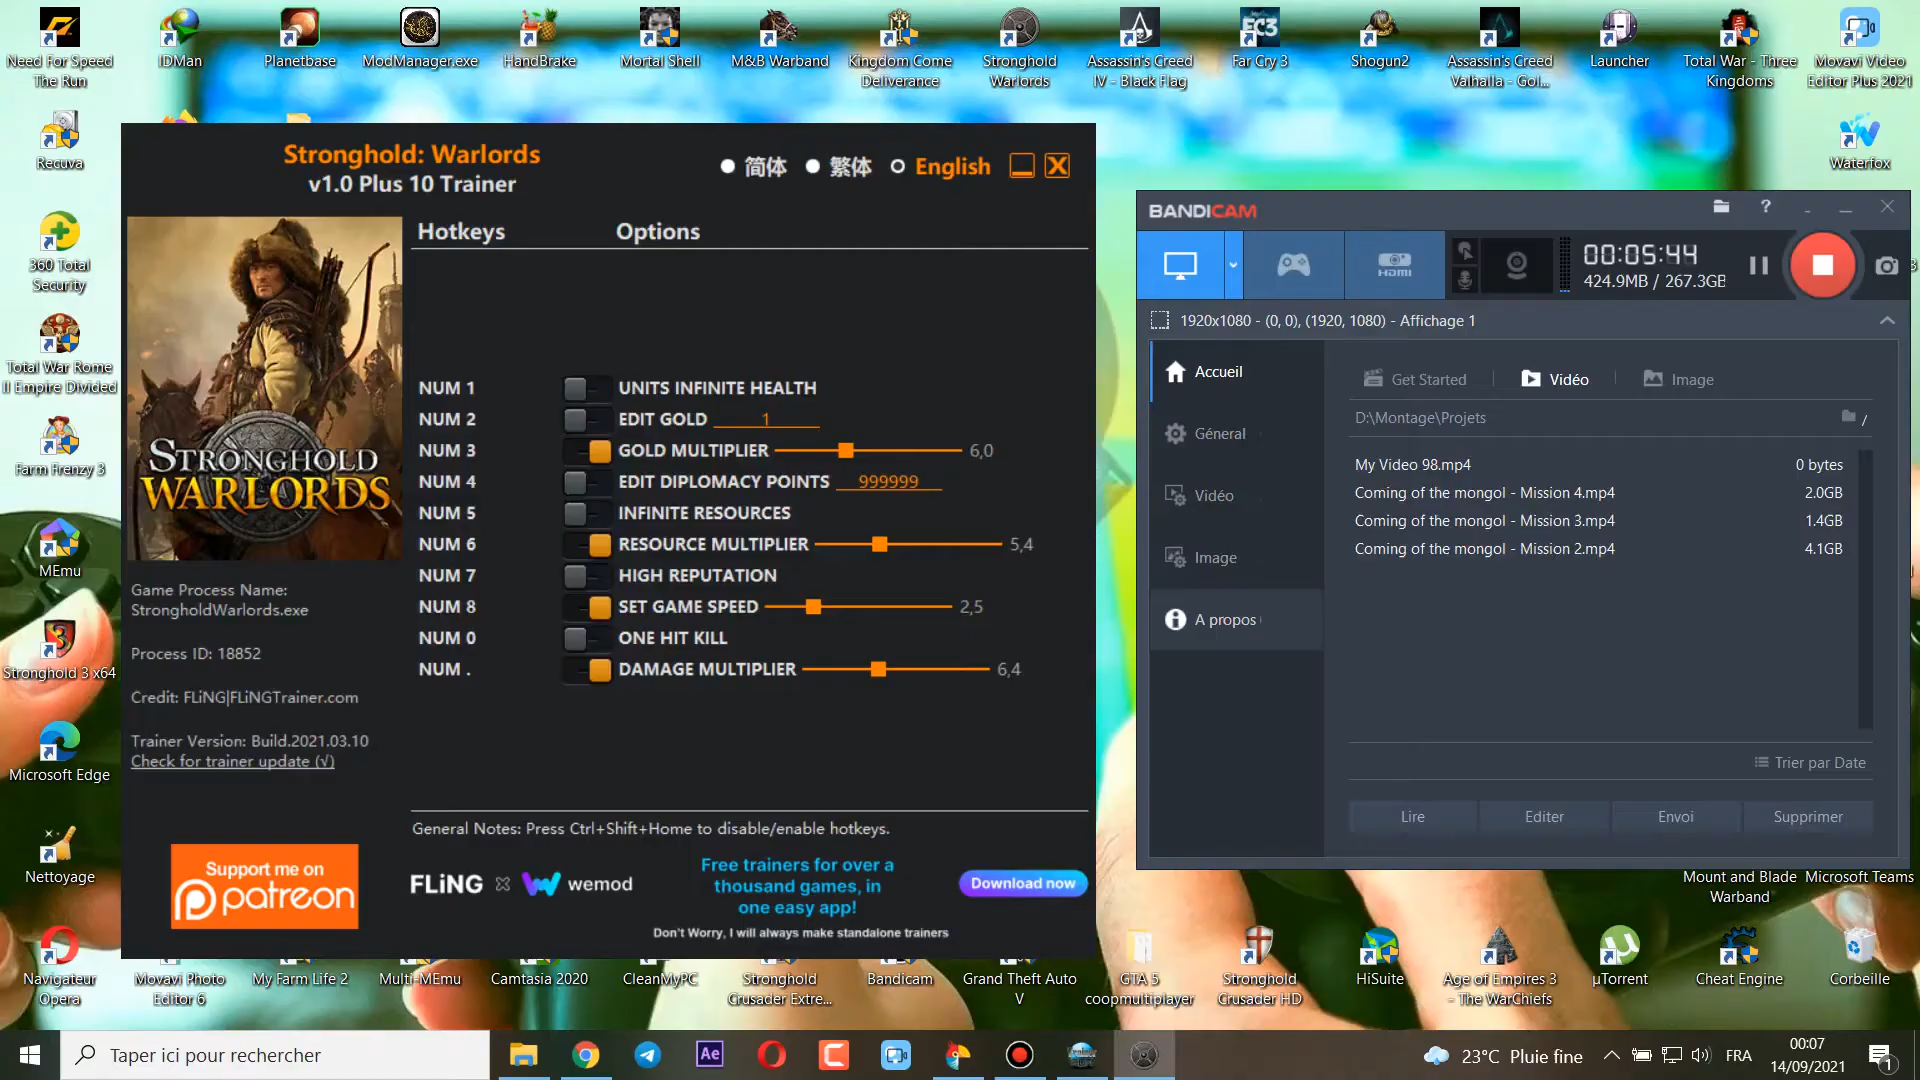 Need For Speed
The Run
IDMan
Planetbase
ModManager.exe
HandBrake
Mortal Shell
M&B Warband
Kingdom Come
Deliverance
Stronghold
Warlords
Assassin's Creed
IV - Black Flag
Far Cry 3
Shogun2
Assassin's Creed
Valhalla - Gol...
Launcher
Total War - Three
Kingdoms
Movavi Video
Editor Plus 2021
Recuva
Waterfox
360 Total
Security
Total War Rome
II Empire Divided
Farm Frenzy 3
MEmu
Stronghold 3 x64
Microsoft Edge
Nettoyage
Stronghold: Warlords
v1.0 Plus 10 Trainer
简体
繁体
English
Hotkeys Options
STRONGHOLD
WARLORDS
NUM 1 UNITS INFINITE HEALTH
NUM 2 EDIT GOLD 1
NUM 3 GOLD MULTIPLIER 6,0
NUM 4 EDIT DIPLOMACY POINTS 999999
NUM 5 INFINITE RESOURCES
NUM 6 RESOURCE MULTIPLIER 5,4
NUM 7 HIGH REPUTATION
NUM 8 SET GAME SPEED 2,5
NUM 0 ONE HIT KILL
NUM . DAMAGE MULTIPLIER 6,4
Game Process Name:
StrongholdWarlords.exe
Process ID: 18852
Credit: FLiNG|FLiNGTrainer.com
Trainer Version: Build.2021.03.10
Check for trainer update (√)
Support me on
patreon
General Notes: Press Ctrl+Shift+Home to disable/enable hotkeys.
FLiNG
wemod
Free trainers for over a
thousand games, in
one easy app!
Download now
Don't Worry, I will always make standalone trainers
BANDICAM
?
HDMI
00:05:44
424.9MB / 267.3GB
1920x1080 - (0, 0), (1920, 1080) - Affichage 1
Accueil
Géneral
Vidéo
Image
A propos
Get Started
Vidéo
Image
D:\Montage\Projets
/
My Video 98.mp4 0 bytes
Coming of the mongol - Mission 4.mp4 2.0GB
Coming of the mongol - Mission 3.mp4 1.4GB
Coming of the mongol - Mission 2.mp4 4.1GB
Trier par Date
Lire
Editer
Envoi
Supprimer
Mount and Blade
Warband
Microsoft Teams
Navigateur
Opera
Movavi Photo
Editor 6
My Farm Life 2
Multi-MEmu
Camtasia 2020
CleanMyPC
Stronghold
Crusader Extre...
Bandicam
Grand Theft Auto
V
GTA 5
coopmultiplayer
Stronghold
Crusader HD
HiSuite
Age of Empires 3
- The WarChiefs
µTorrent
Cheat Engine
Corbeille
Taper ici pour rechercher
Ae
23°C Pluie fine
FRA
00:07
14/09/2021
1